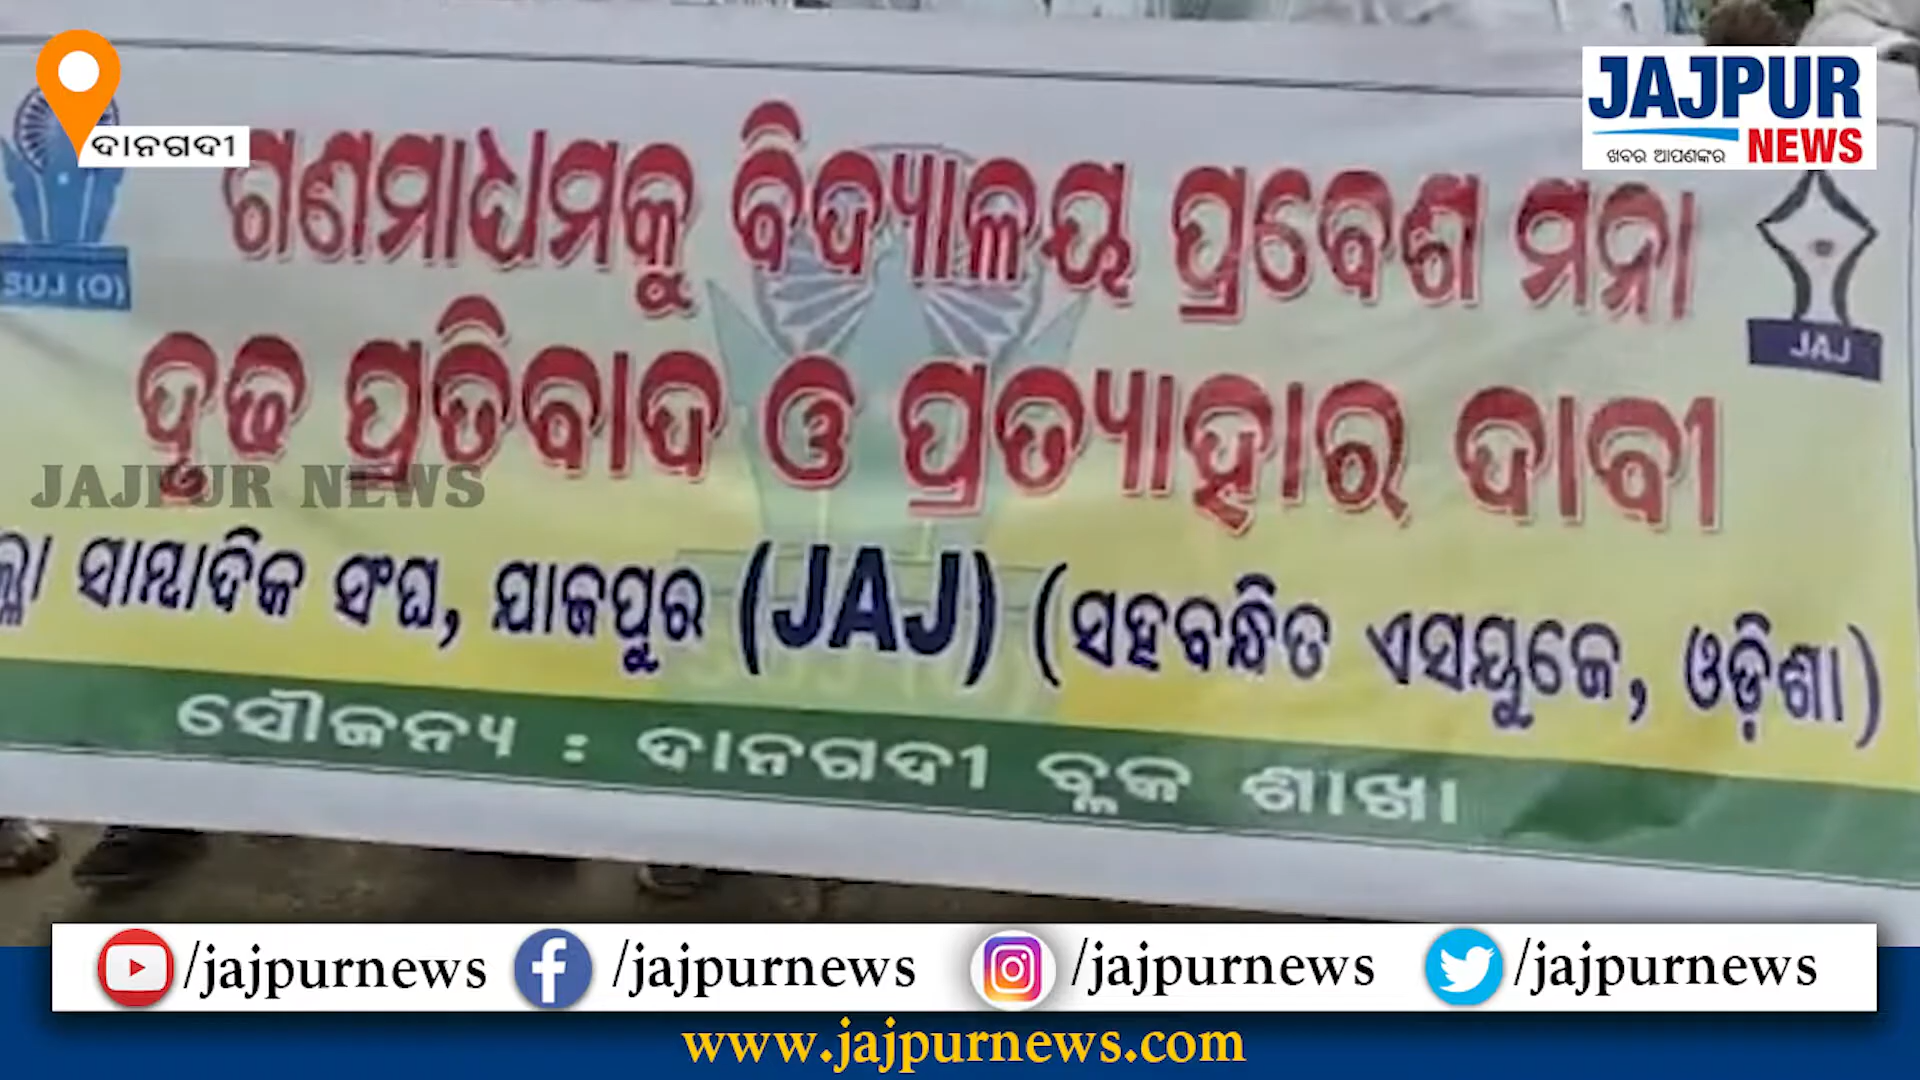 ଦାନଗଦୀ
JAJPUR
NEWS
ଖବର ଆପଣଙ୍କର
SUJ (O)
JAJ
ଗଣମାଧ୍ୟମକୁ ବିଦ୍ୟାଳୟ ପ୍ରବେଶ ମନା
ଦୃଢ ପ୍ରତିବାଦ ଓ ପ୍ରତ୍ୟାହାର ଦାବୀ
JAJPUR NEWS
ସାମ୍ବାଦିକ ସଂଘ, ଯାଜପୁର (JAJ) (ସହବନ୍ଧିତ ଏସୟୁଜେ, ଓଡ଼ିଶା)
ସୌଜନ୍ୟ : ଦାନଗଦୀ ବ୍ଲକ ଶାଖା
/jajpurnews /jajpurnews /jajpurnews /jajpurnews
www.jajpurnews.com